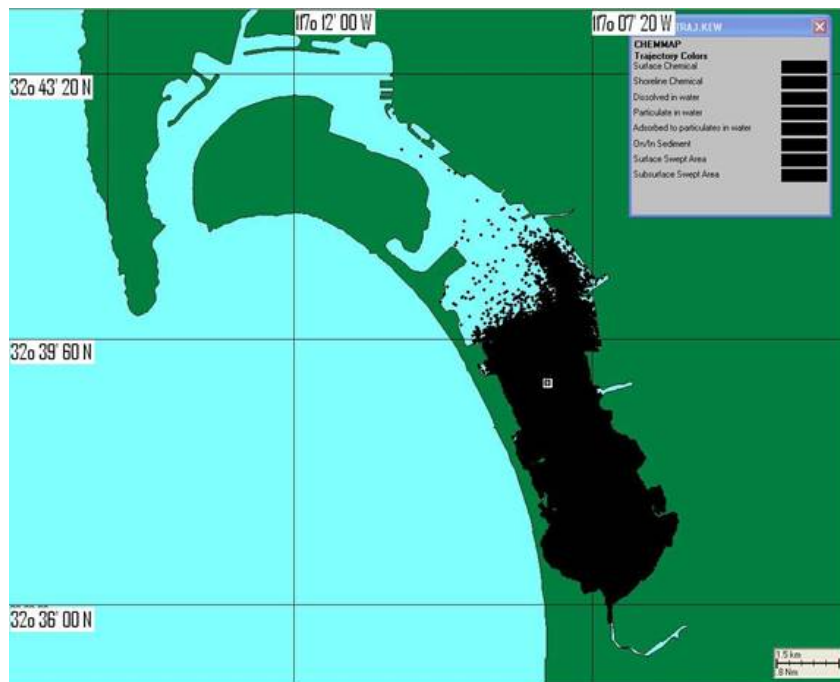 117o 12' 00 W
117o 07' 20 W
32o 43' 20 N
32o 39' 60 N
32o 36' 00 N
TRAJ.KEW
CHEMMAP
Trajectory Colors
Surface Chemical
Shoreline Chemical
Dissolved in water
Particulate in water
Adsorbed to particulates in water
On/In Sediment
Surface Swept Area
Subsurface Swept Area
1.5 km
.8 Nm